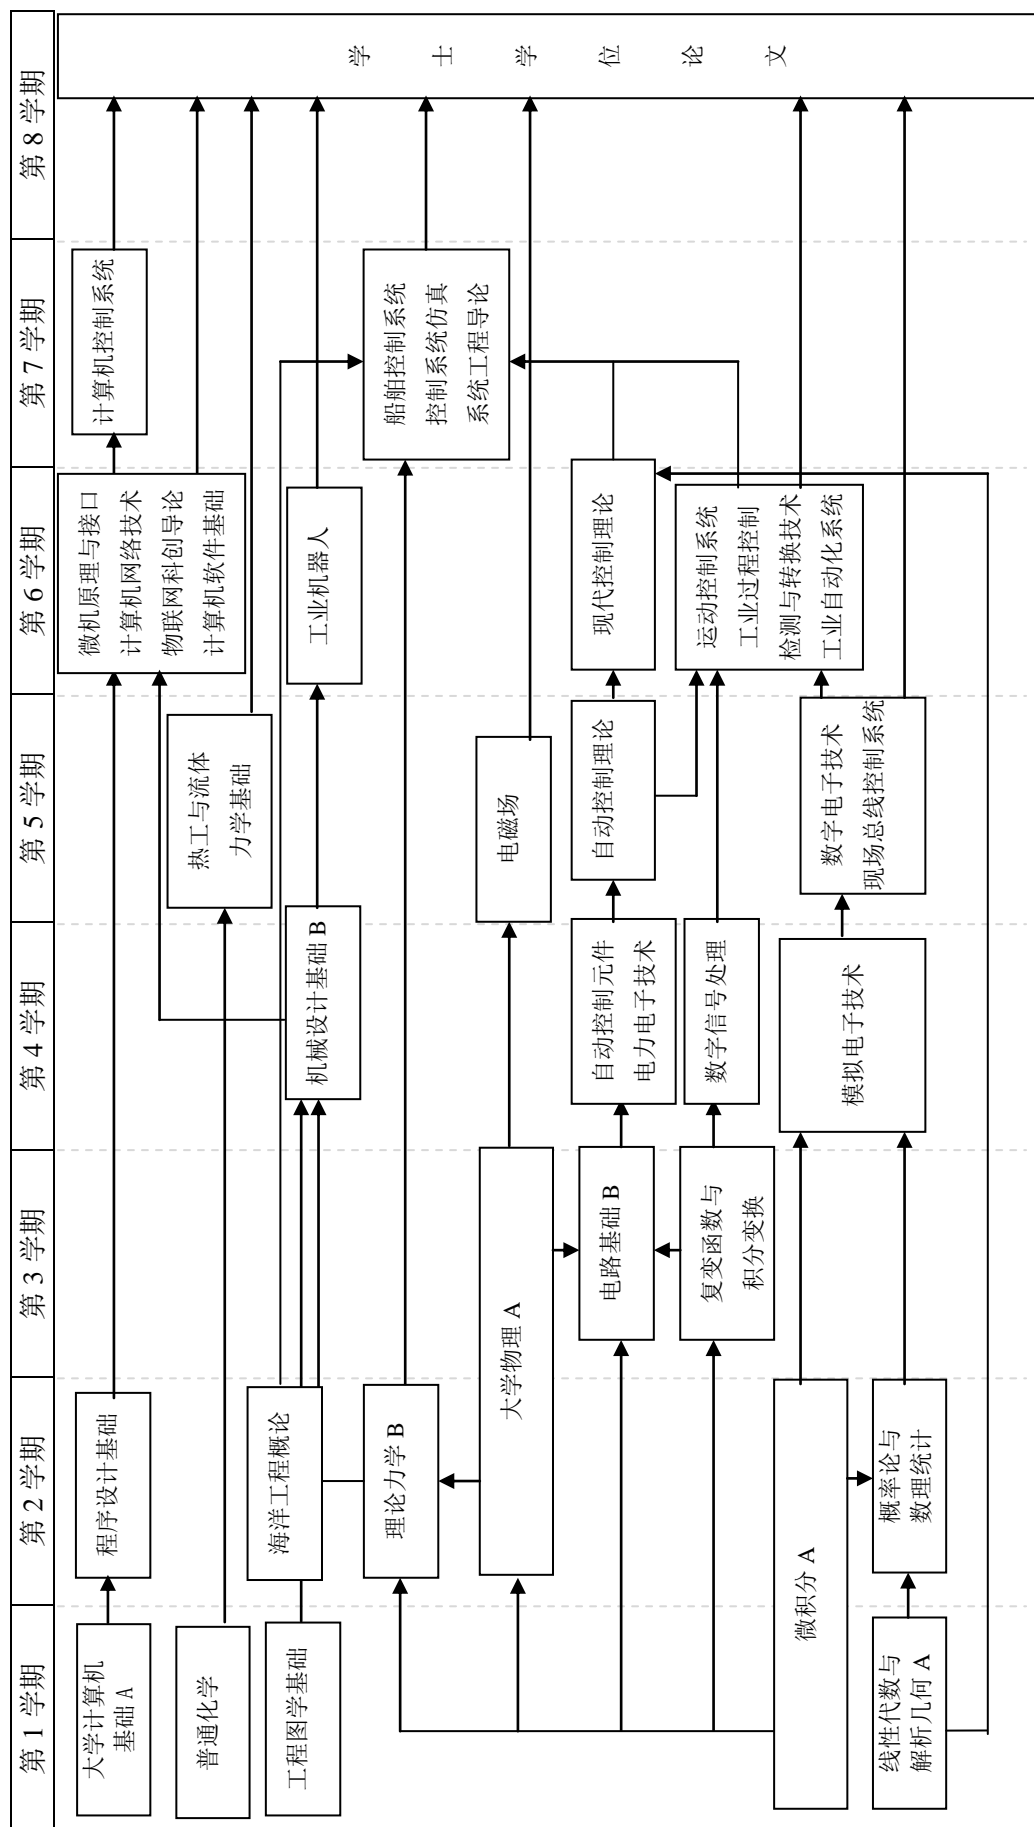 第 1 学期
第 2 学期
第 3 学期
第 4 学期
第 5 学期
第 6 学期
第 7 学期
第 8 学期
大学计算机
基础 A
程序设计基础
微机原理与接口
计算机网络技术
物联网科创导论
计算机软件基础
计算机控制系统
普通化学
热工与流体
力学基础
工程图学基础
海洋工程概论
机械设计基础 B
工业机器人
理论力学 B
船舶控制系统
控制系统仿真
系统工程导论
大学物理 A
电磁场
电路基础 B
自动控制元件
电力电子技术
自动控制理论
现代控制理论
复变函数与
积分变换
数字信号处理
运动控制系统
工业过程控制
检测与转换技术
工业自动化系统
微积分 A
模拟电子技术
数字电子技术
现场总线控制系统
线性代数与
解析几何 A
概率论与
数理统计
学士学位论文